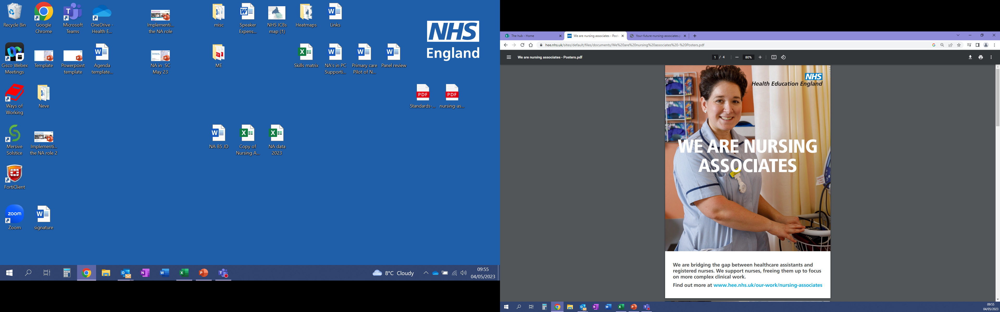 Recycle Bin
Google
Chrome
Microsoft
Teams
OneDrive -
Health E...
Implementi...
the NA role
misc
Speaker
Expens...
NHS ICBs
map (1)
Heatmaps
Links
NHS
England
Cisco Webex
Meetings
Template
Powerpoint
template
Agenda
template...
NA in  SC
May 23
ME
Skills matrix
NA's in PC
Supporti...
Primary care
Pilot of N...
Panel review
Ways of
Working
Neve
PDF
Standards-...
PDF
nursing-as...
Mersive
Solstice
Implementi...
the NA role 2
NA B5 JD
Copy of
Nursing A...
NA data
2023
FortiClient
zoom
Zoom
signature
8°C Cloudy
09:55
04/05/2023
The hub - Home
We are nursing associates - Post
Your-future-nursing-associates.p
hee.nhs.uk/sites/default/files/documents/We%20are%20nursing%20associates%20-%20Posters.pdf
We are nursing associates - Posters.pdf
1 / 4
80%
NHS
Health Education England
WE ARE NURSING
ASSOCIATES
We are bridging the gap between healthcare assistants and
registered nurses. We support nurses, freeing them up to focus
on more complex clinical work.
Find out more at www.hee.nhs.uk/our-work/nursing-associates
09:55
04/05/2023